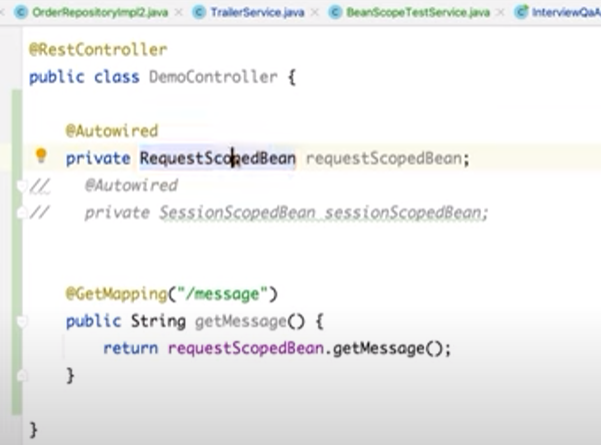 OrderRepositoryImpl2.java × TrailerService.java × BeanScopeTestService.java × InterviewQaA
@RestController
public class DemoController {
@Autowired
private RequestScopedBean requestScopedBean;
// @Autowired
// private SessionScopedBean sessionScopedBean;
@GetMapping("/message")
public String getMessage() {
return requestScopedBean.getMessage();
}
}